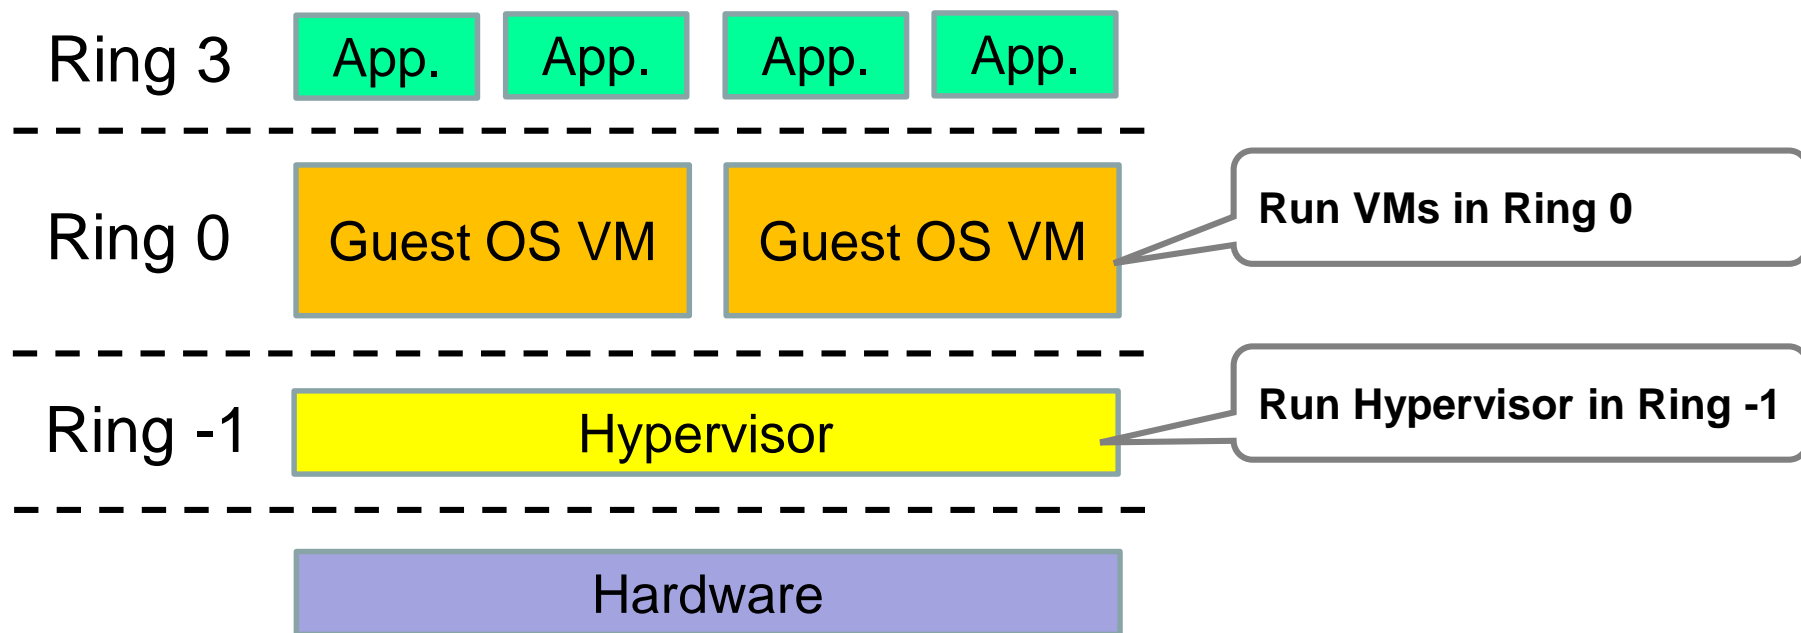 Ring 3
App.
App.
App.
App.
Ring 0
Guest OS VM
Guest OS VM
Run VMs in Ring 0
Ring -1
Hypervisor
Run Hypervisor in Ring -1
Hardware